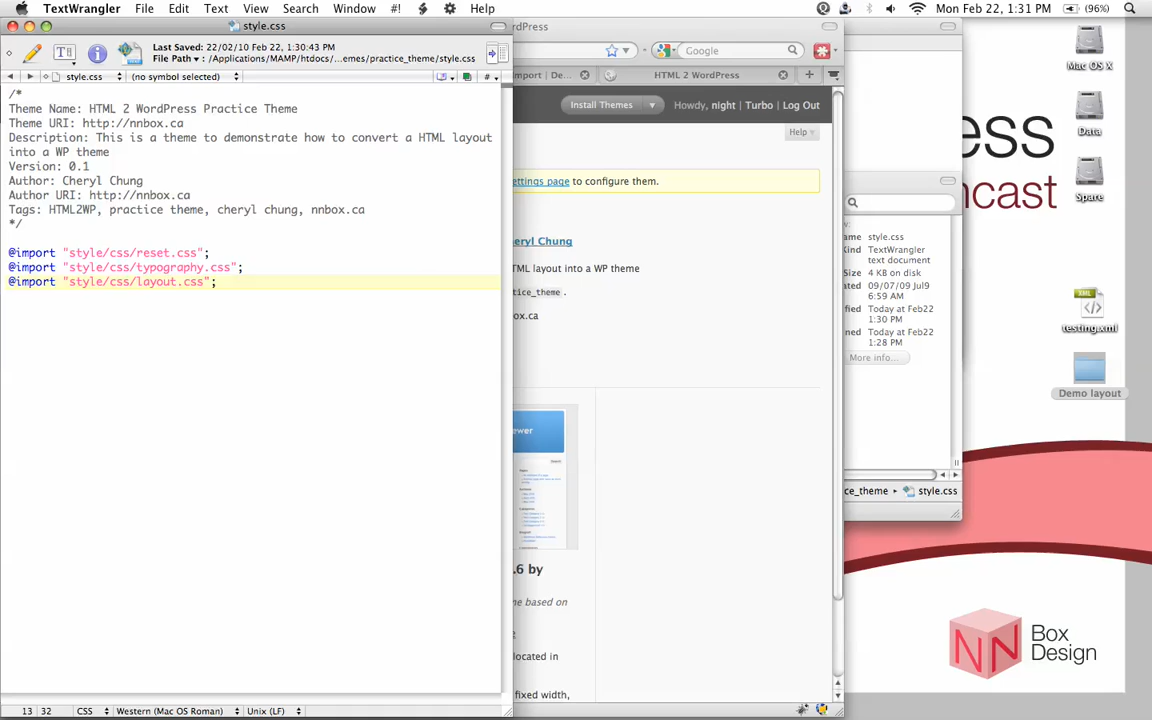 TextWrangler File Edit Text View Search Window #! Help Mon Feb 22, 1:31 PM (96%)
style.css
Last Saved: 22/02/10 Feb 22, 1:30:43 PM
File Path: /Applications/MAMP/htdocs/...emes/practice_theme/style.css
style.css (no symbol selected) #
/*
Theme Name: HTML 2 WordPress Practice Theme
Theme URI: http://nnbox.ca
Description: This is a theme to demonstrate how to convert a HTML layout
into a WP theme
Version: 0.1
Author: Cheryl Chung
Author URI: http://nnbox.ca
Tags: HTML2WP, practice theme, cheryl chung, nnbox.ca
*/
@import "style/css/reset.css";
@import "style/css/typography.css";
@import "style/css/layout.css";
13 32 CSS Western (Mac OS Roman) Unix (LF)
rdPress
Google
mport | De... HTML 2 WordPress
Install Themes Howdy, night | Turbo | Log Out
Help
ettings page to configure them.
eryl Chung
TML layout into a WP theme
tice_theme .
ox.ca
ewer
.6 by
me based on
located in
fixed width,
name style.css
Kind TextWrangler
text document
Size 4 KB on disk
ated 09/07/09 Jul9
6:59 AM
ified Today at Feb22
1:30 PM
ned Today at Feb22
1:28 PM
More info...
ce_theme style.css
ess
ncast
Mac OS X
Data
Spare
XML
testing.xml
Demo layout
NN Box
Design